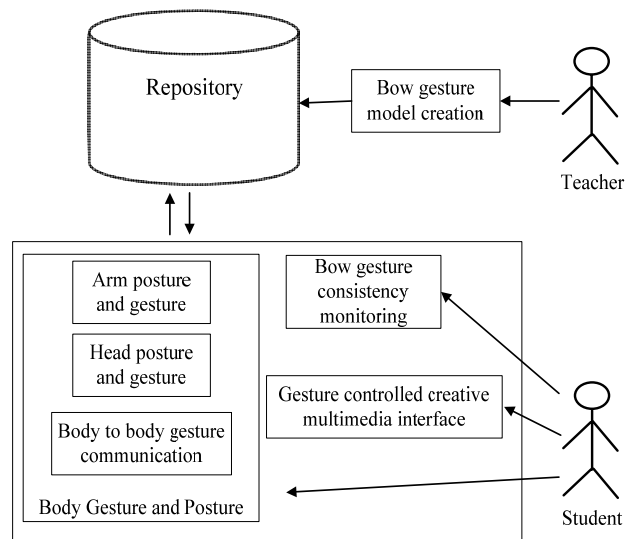 Repository
Bow gesture
model creation
Teacher
Arm posture
and gesture
Head posture
and gesture
Body to body gesture
communication
Body Gesture and Posture
Bow gesture
consistency
monitoring
Gesture controlled creative
multimedia interface
Student